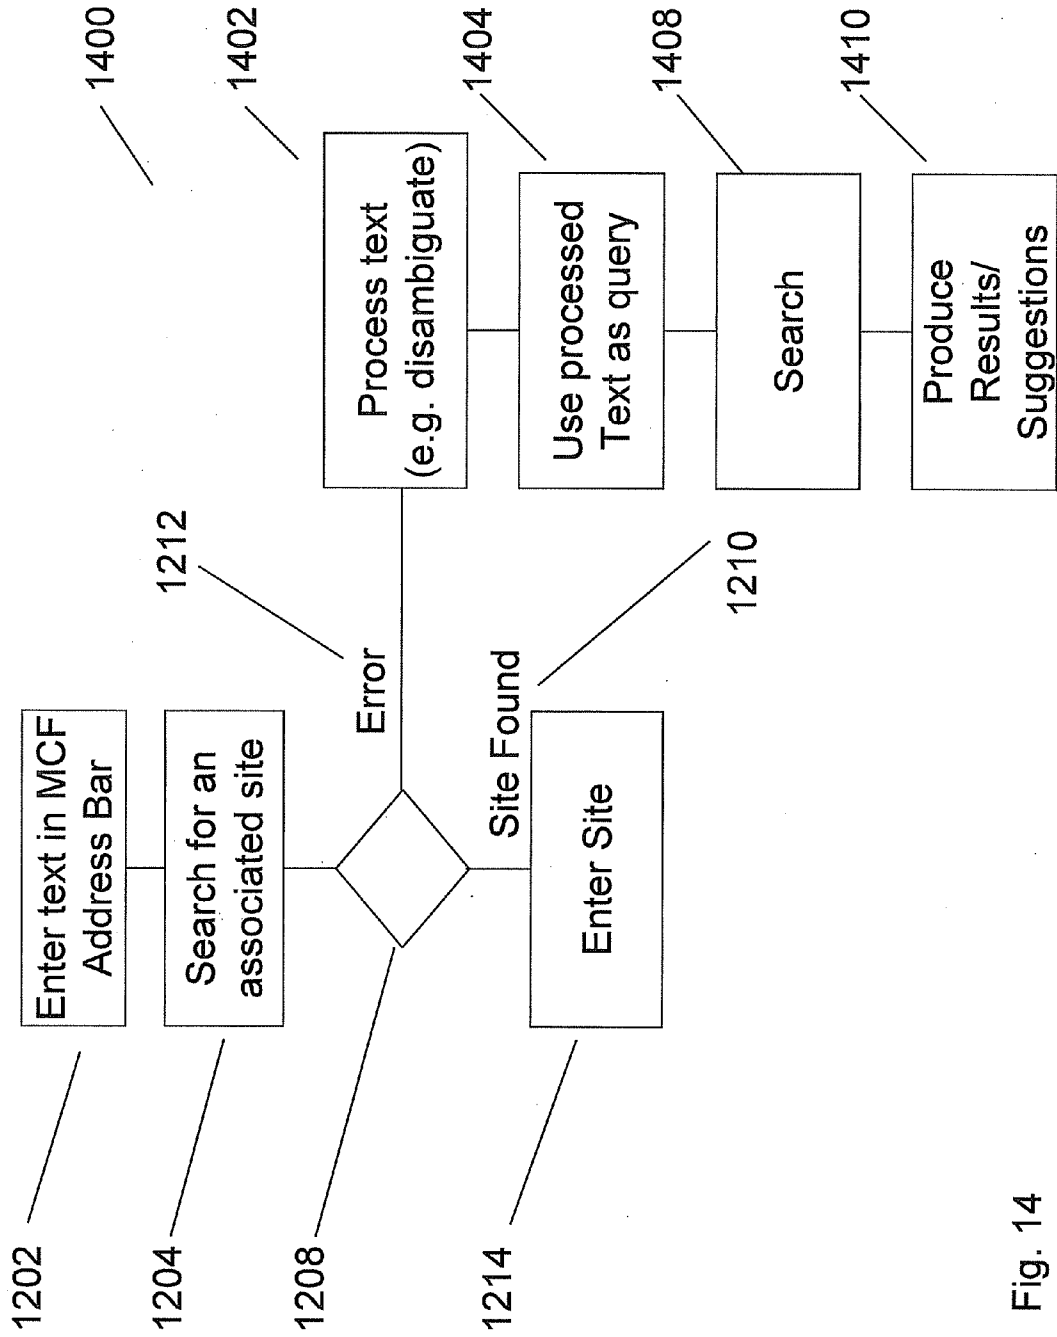 1400
1202
Enter text in MCF
Address Bar
1204
Search for an
associated site
1208
Error
1212
Site Found
1210
1214
Enter Site
1402
Process text
(e.g. disambiguate)
1404
Use processed
Text as query
1408
Search
1410
Produce
Results/
Suggestions
Fig. 14